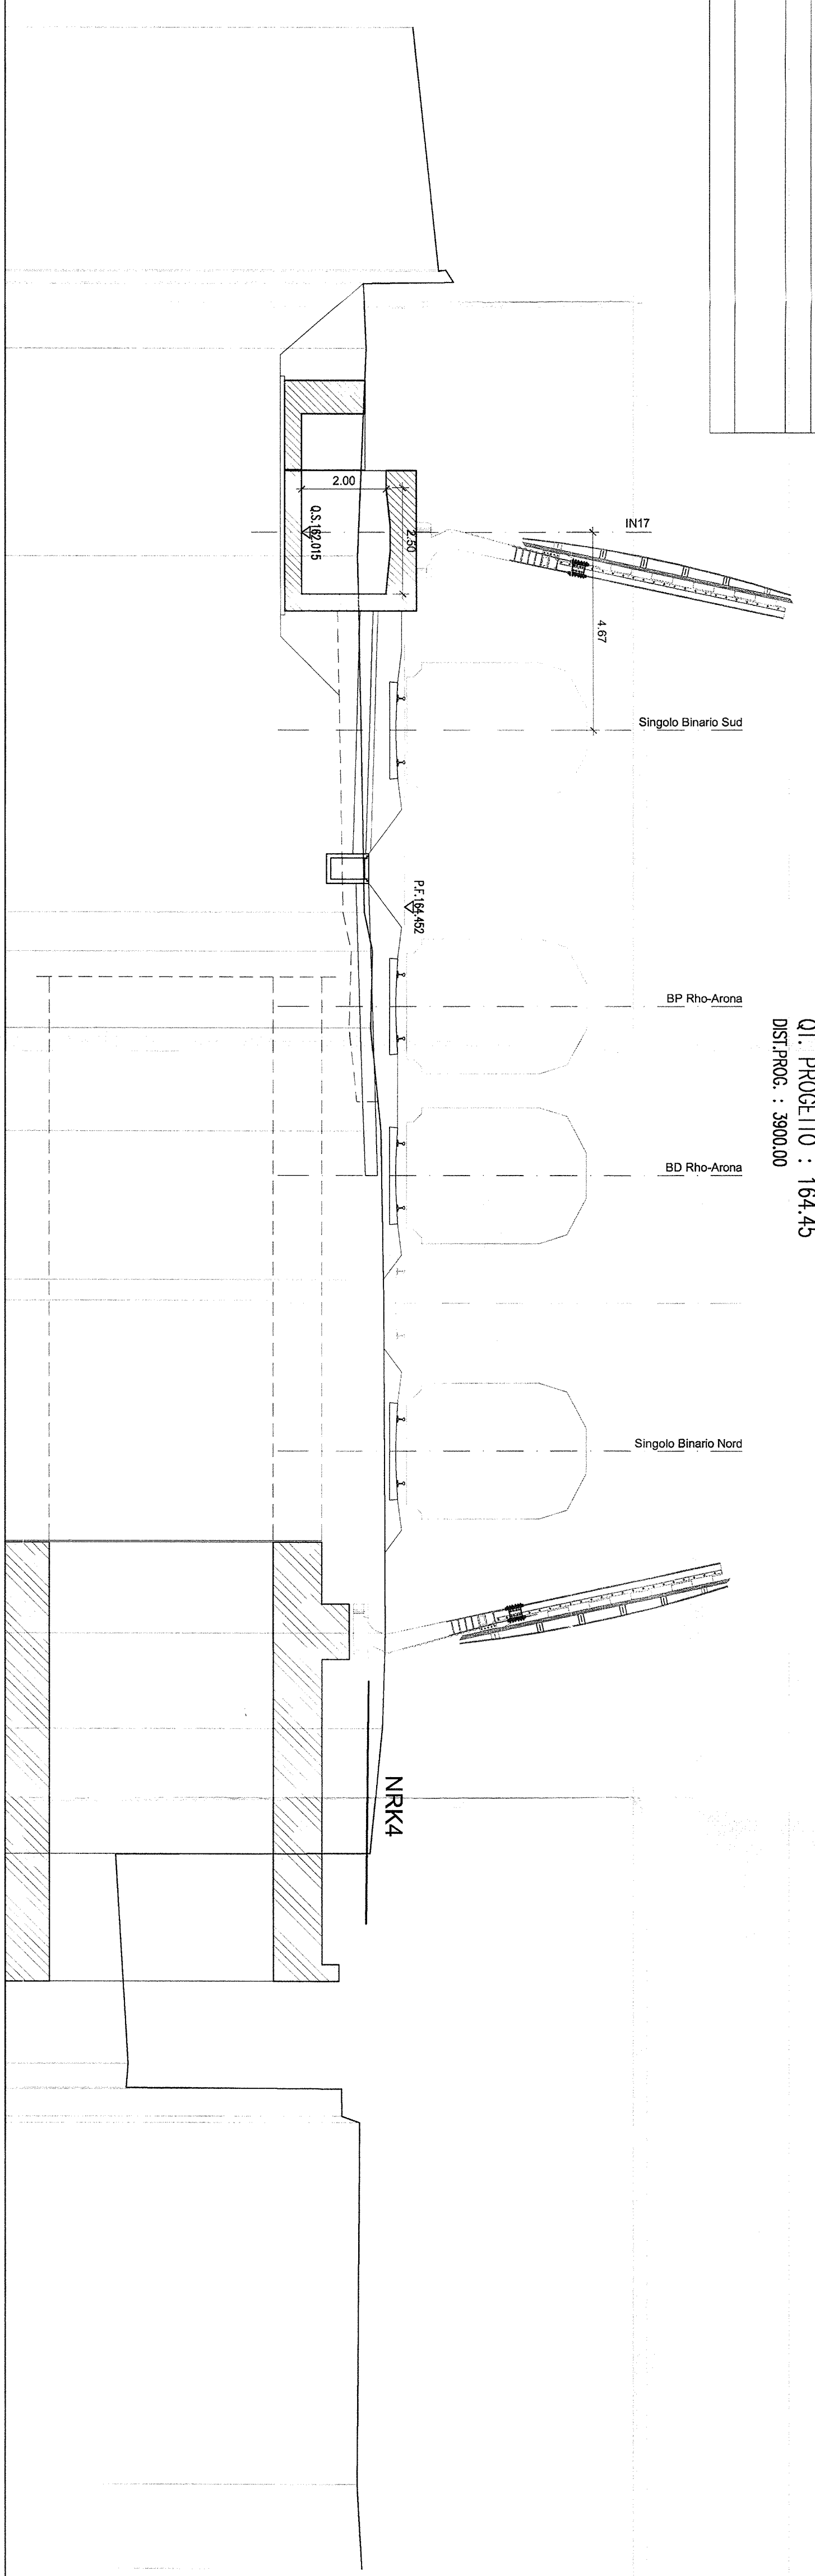 QT. PROGETTO : 164.45
DIST.PROG. : 3900.00
IN17
4.67
2.00
2.50
Q.S.162.015
Singolo Binario Sud
P.F.164.452
BP Rho-Arona
BD Rho-Arona
Singolo Binario Nord
NRK4